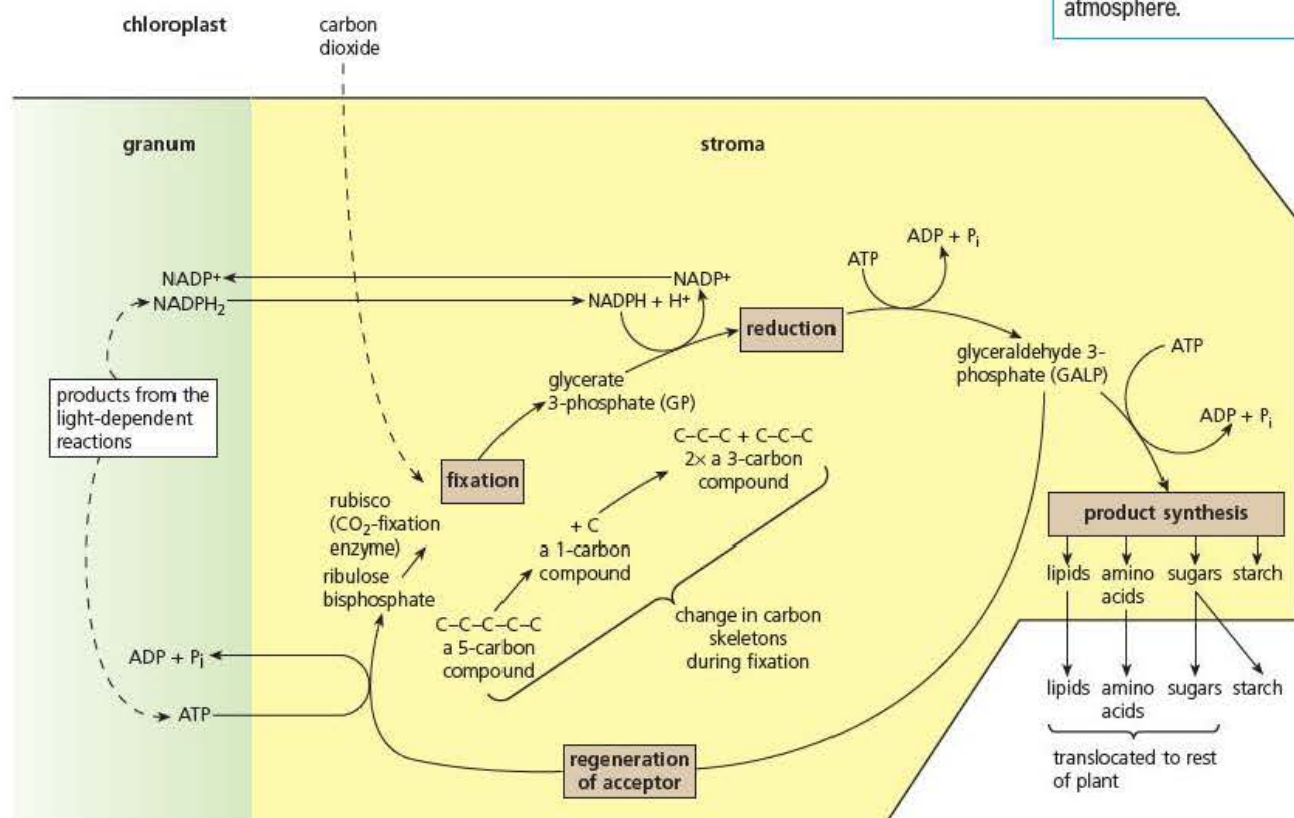 atmosphere.
chloroplast
carbon
dioxide
granum
stroma
NADP⁺
NADPH₂
NADP⁺
NADPH + H⁺
ATP
ADP + Pᵢ
reduction
products from the
light-dependent
reactions
glycerate
3-phosphate (GP)
glyceraldehyde 3-
phosphate (GALP)
ATP
ADP + Pᵢ
fixation
C–C–C + C–C–C
2× a 3-carbon
compound
rubisco
(CO₂-fixation
enzyme)
ribulose
bisphosphate
+ C
a 1-carbon
compound
C–C–C–C–C
a 5-carbon
compound
change in carbon
skeletons
during fixation
product synthesis
lipids amino sugars starch
acids
ADP + Pᵢ
ATP
lipids amino sugars starch
acids
translocated to rest
of plant
regeneration
of acceptor